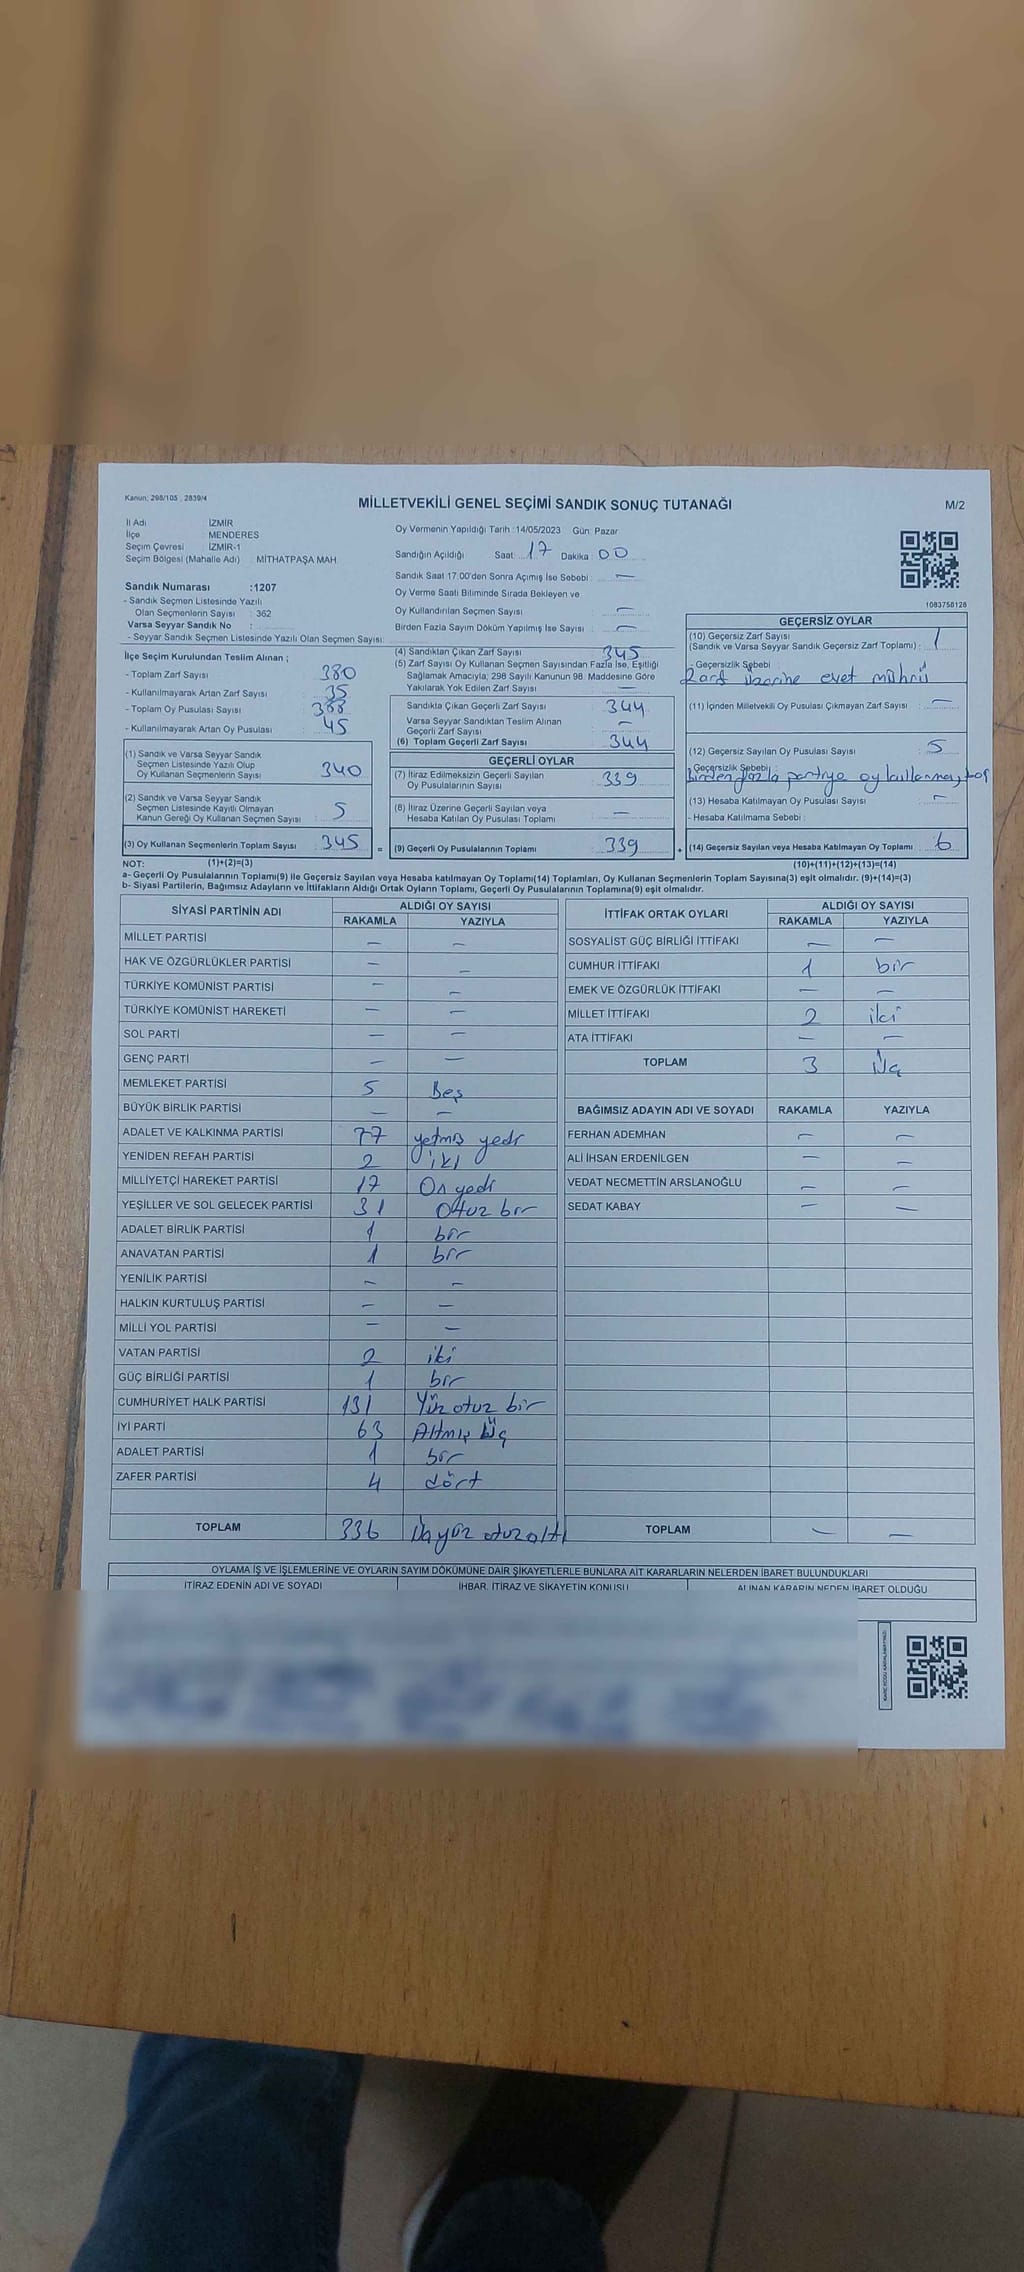 Kanun: 298/105 , 2839/4
MİLLETVEKİLİ GENEL SEÇİMİ SANDIK SONUÇ TUTANAĞI
M/2
İl Adı İZMİR
İlçe MENDERES
Seçim Çevresi İZMİR-1
Seçim Bölgesi (Mahalle Adı) MİTHATPAŞA MAH
Sandık Numarası :1207
- Sandık Seçmen Listesinde Yazılı
Olan Seçmenlerin Sayısı : 362
Varsa Seyyar Sandık No :
- Seyyar Sandık Seçmen Listesinde Yazılı Olan Seçmen Sayısı:
Oy Vermenin Yapıldığı Tarih :14/05/2023 Gün: Pazar
Sandığın Açıldığı Saat: 17 Dakika: 00
Sandık Saat 17:00'den Sonra Açımış İse Sebebi : —
Oy Verme Saati Bitiminde Sırada Bekleyen ve
Oy Kullandırılan Seçmen Sayısı : —
Birden Fazla Sayım Döküm Yapılmış İse Sayısı : —
1083758128
İlçe Seçim Kurulundan Teslim Alınan ;
- Toplam Zarf Sayısı 380
- Kullanılmayarak Artan Zarf Sayısı : 35
- Toplam Oy Pusulası Sayısı
- Kullanılmayarak Artan Oy Pusulası : 45
(1) Sandık ve Varsa Seyyar Sandık
Seçmen Listesinde Yazılı Olup
Oy Kullanan Seçmenlerin Sayısı 340
(2) Sandık ve Varsa Seyyar Sandık
Seçmen Listesinde Kayıtlı Olmayan
Kanun Gereği Oy Kullanan Seçmen Sayısı : 5
(3) Oy Kullanan Seçmenlerin Toplam Sayısı : 345 =
(4) Sandıktan Çıkan Zarf Sayısı 345
(5) Zarf Sayısı Oy Kullanan Seçmen Sayısından Fazla İse, Eşitliği
Sağlamak Amacıyla; 298 Sayılı Kanunun 98. Maddesine Göre
Yakılarak Yok Edilen Zarf Sayısı : —
Sandıkta Çıkan Geçerli Zarf Sayısı : 344
Varsa Seyyar Sandıktan Teslim Alınan
Geçerli Zarf Sayısı : —
(6) Toplam Geçerli Zarf Sayısı : 344
GEÇERLİ OYLAR
(7) İtiraz Edilmeksizin Geçerli Sayılan
Oy Pusulalarının Sayısı : 339
(8) İtiraz Üzerine Geçerli Sayılan veya
Hesaba Katılan Oy Pusulası Toplamı : —
(9) Geçerli Oy Pusulalarının Toplamı : 339 +
GEÇERSİZ OYLAR
(10) Geçersiz Zarf Sayısı
(Sandık ve Varsa Seyyar Sandık Geçersiz Zarf Toplamı) : 1
- Geçersizlik Sebebi :
Zarf üzerine evet mührü
(11) İçinden Milletvekili Oy Pusulası Çıkmayan Zarf Sayısı : —
(12) Geçersiz Sayılan Oy Pusulası Sayısı : 5
- Geçersizlik Sebebi :
birden fazla partiye oy kullanma,
(13) Hesaba Katılmayan Oy Pusulası Sayısı : —
- Hesaba Katılmama Sebebi :
(14) Geçersiz Sayılan veya Hesaba Katılmayan Oy Toplamı : 6
NOT: (1)+(2)=(3) (10)+(11)+(12)+(13)=(14)
a- Geçerli Oy Pusulalarının Toplamı(9) ile Geçersiz Sayılan veya Hesaba katılmayan Oy Toplamı(14) Toplamları, Oy Kullanan Seçmenlerin Toplam Sayısına(3) eşit olmalıdır. (9)+(14)=(3)
b- Siyasi Partilerin, Bağımsız Adayların ve İttifakların Aldığı Ortak Oyların Toplamı, Geçerli Oy Pusulalarının Toplamına(9) eşit olmalıdır.
SİYASİ PARTİNİN ADI ALDIĞI OY SAYISI
RAKAMLA YAZIYLA
MİLLET PARTİSİ — —
HAK VE ÖZGÜRLÜKLER PARTİSİ — —
TÜRKİYE KOMÜNİST PARTİSİ — —
TÜRKİYE KOMÜNİST HAREKETİ — —
SOL PARTİ — —
GENÇ PARTİ — —
MEMLEKET PARTİSİ 5 Beş
BÜYÜK BİRLİK PARTİSİ — —
ADALET VE KALKINMA PARTİSİ 77 yetmiş yedi
YENİDEN REFAH PARTİSİ 2 iki
MİLLİYETÇİ HAREKET PARTİSİ 17 On yedi
YEŞİLLER VE SOL GELECEK PARTİSİ 31 Otuz bir
ADALET BİRLİK PARTİSİ 1 bir
ANAVATAN PARTİSİ 1 bir
YENİLİK PARTİSİ — —
HALKIN KURTULUŞ PARTİSİ — —
MİLLİ YOL PARTİSİ — —
VATAN PARTİSİ 2 iki
GÜÇ BİRLİĞİ PARTİSİ 1 bir
CUMHURİYET HALK PARTİSİ 131 Yüz otuz bir
İYİ PARTİ 63 Altmış Üç
ADALET PARTİSİ 1 bir
ZAFER PARTİSİ 4 dört
TOPLAM 336 Üçyüz otuz altı
İTTİFAK ORTAK OYLARI ALDIĞI OY SAYISI
RAKAMLA YAZIYLA
SOSYALİST GÜÇ BİRLİĞİ İTTİFAKI — —
CUMHUR İTTİFAKI 1 bir
EMEK VE ÖZGÜRLÜK İTTİFAKI — —
MİLLET İTTİFAKI 2 iki
ATA İTTİFAKI — —
TOPLAM 3 Üç
BAĞIMSIZ ADAYIN ADI VE SOYADI RAKAMLA YAZIYLA
FERHAN ADEMHAN — —
ALİ İHSAN ERDENİLGEN — —
VEDAT NECMETTİN ARSLANOĞLU — —
SEDAT KABAY — —
TOPLAM — —
OYLAMA İŞ VE İŞLEMLERİNE VE OYLARIN SAYIM DÖKÜMÜNE DAİR ŞİKAYETLERLE BUNLARA AİT KARARLARIN NELERDEN İBARET BULUNDUKLARI
İTİRAZ EDENİN ADI VE SOYADI İHBAR, İTİRAZ VE ŞİKAYETİN KONUSU ALINAN KARARIN NEDEN İBARET OLDUĞU